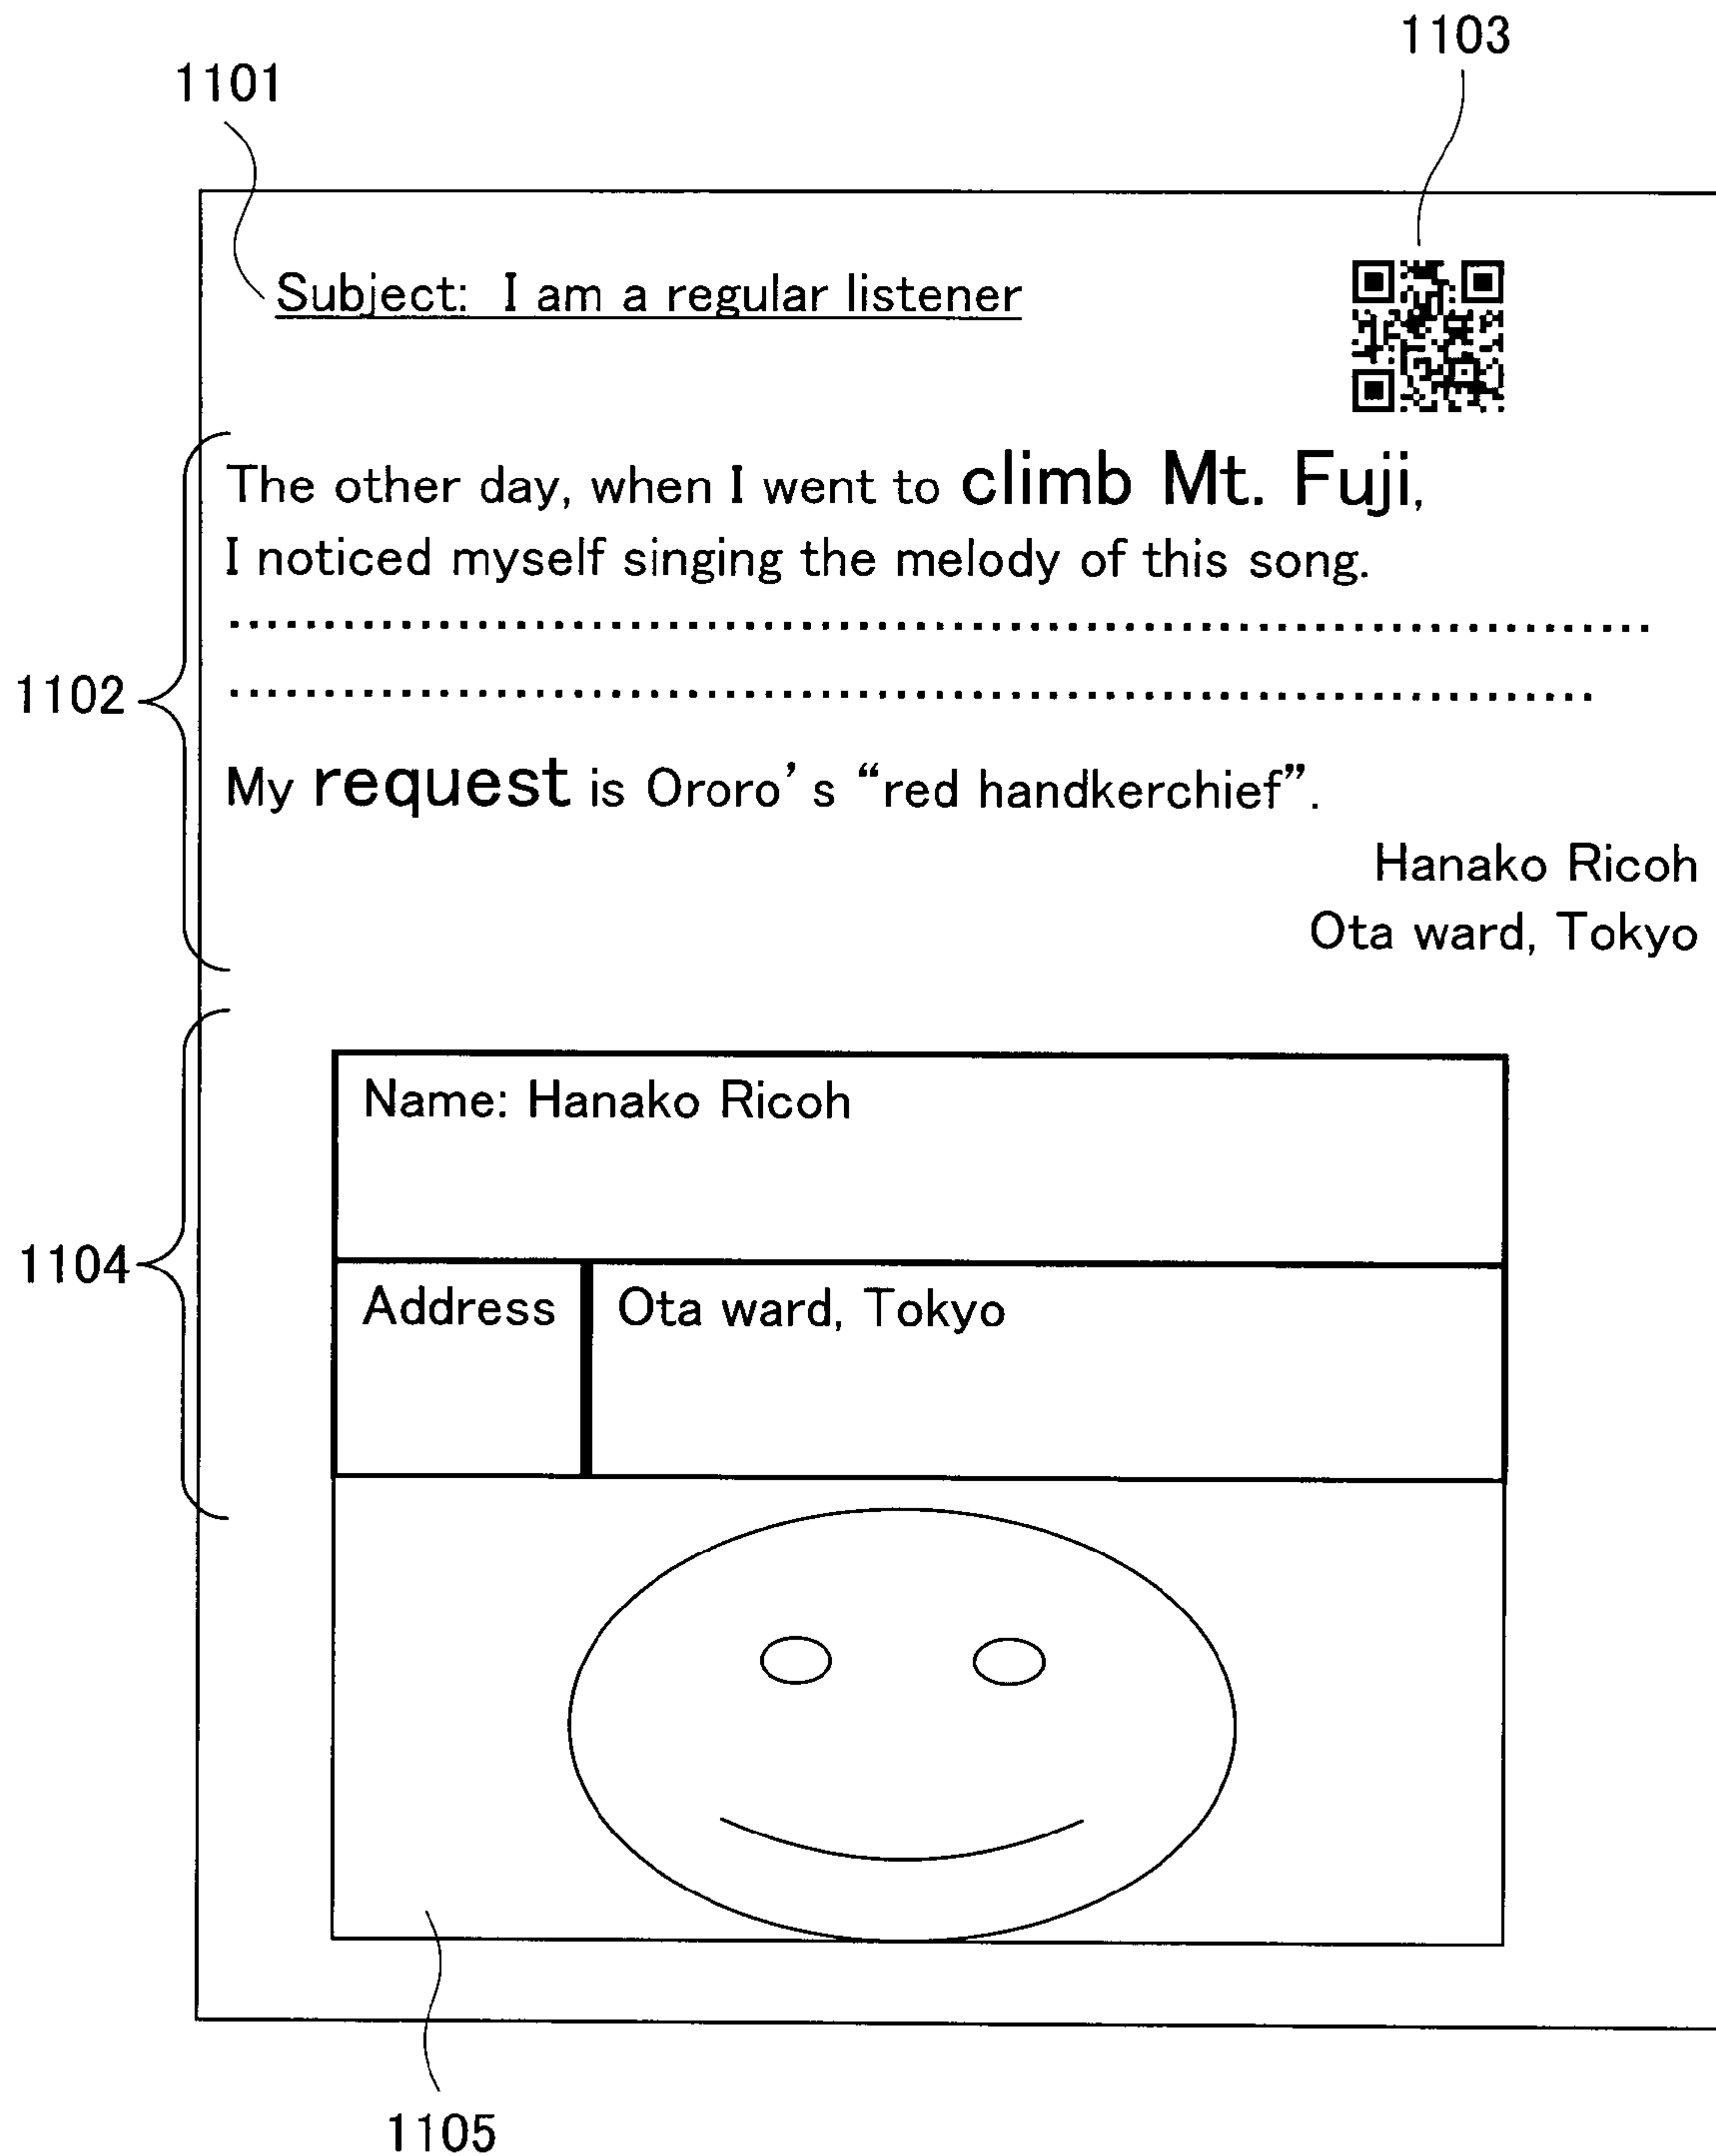 1103
1101
Subject: I am a regular listener
The other day, when I went to climb Mt. Fuji,
I noticed myself singing the melody of this song.
1102
My request is Ororo's “red handkerchief”.
Hanako Ricoh
Ota ward, Tokyo
Name: Hanako Ricoh
1104
Address
Ota ward, Tokyo
1105